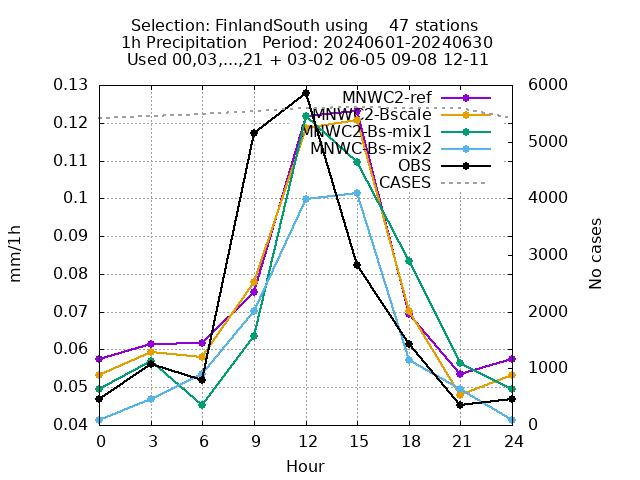 Selection: FinlandSouth using    47 stations
1h Precipitation   Period: 20240601-20240630
Used 00,03,...,21 + 03-02 06-05 09-08 12-11
0.13
0.12
0.11
0.1
0.09
0.08
0.07
0.06
0.05
0.04
mm/1h
6000
5000
4000
3000
2000
1000
0
No cases
MNWC2-ref
MNWC2-Bscale
MNWC2-Bs-mix1
MNWC-Bs-mix2
OBS
CASES
0 3 6 9 12 15 18 21 24
Hour